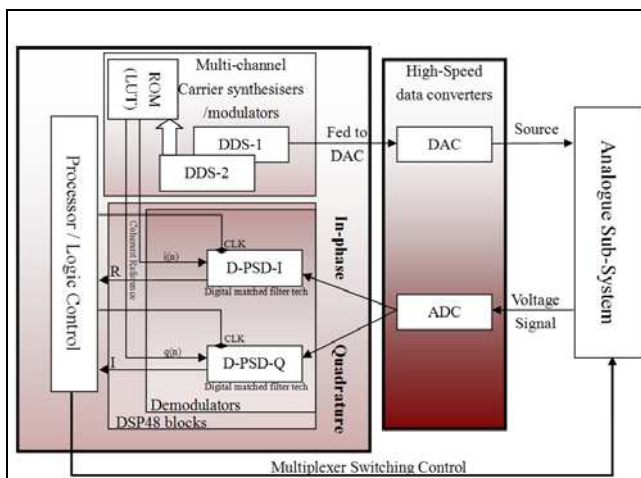 Multi-channel
Carrier synthesisers
/modulators
ROM
(LUT)
DDS-1
DDS-2
Fed to
DAC
High-Speed
data converters
DAC
Source
Analogue Sub-System
Processor / Logic Control
Coherent Reference
In-phase
CLK
i(n)
D-PSD-I
R
Digital matched filter tech
ADC
Voltage
Signal
CLK
q(n)
D-PSD-Q
I
Digital matched filter tech
Quadrature
Demodulators
DSP48 blocks
Multiplexer Switching Control